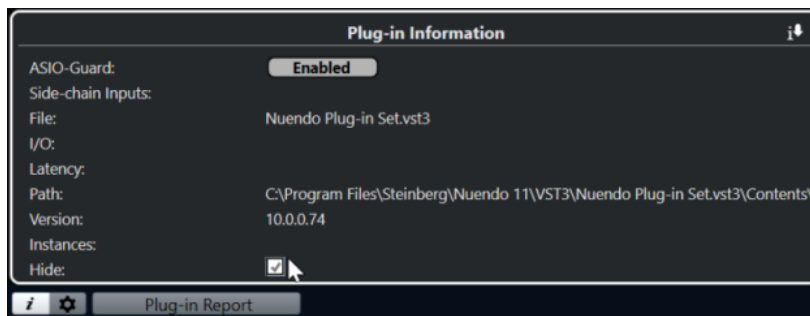 Plug-in Information
ASIO-Guard: Enabled
Side-chain Inputs:
File: Nuendo Plug-in Set.vst3
I/O:
Latency:
Path: C:\Program Files\Steinberg\Nuendo 11\VST3\Nuendo Plug-in Set.vst3\Contents\
Version: 10.0.0.74
Instances:
Hide:
i Plug-in Report